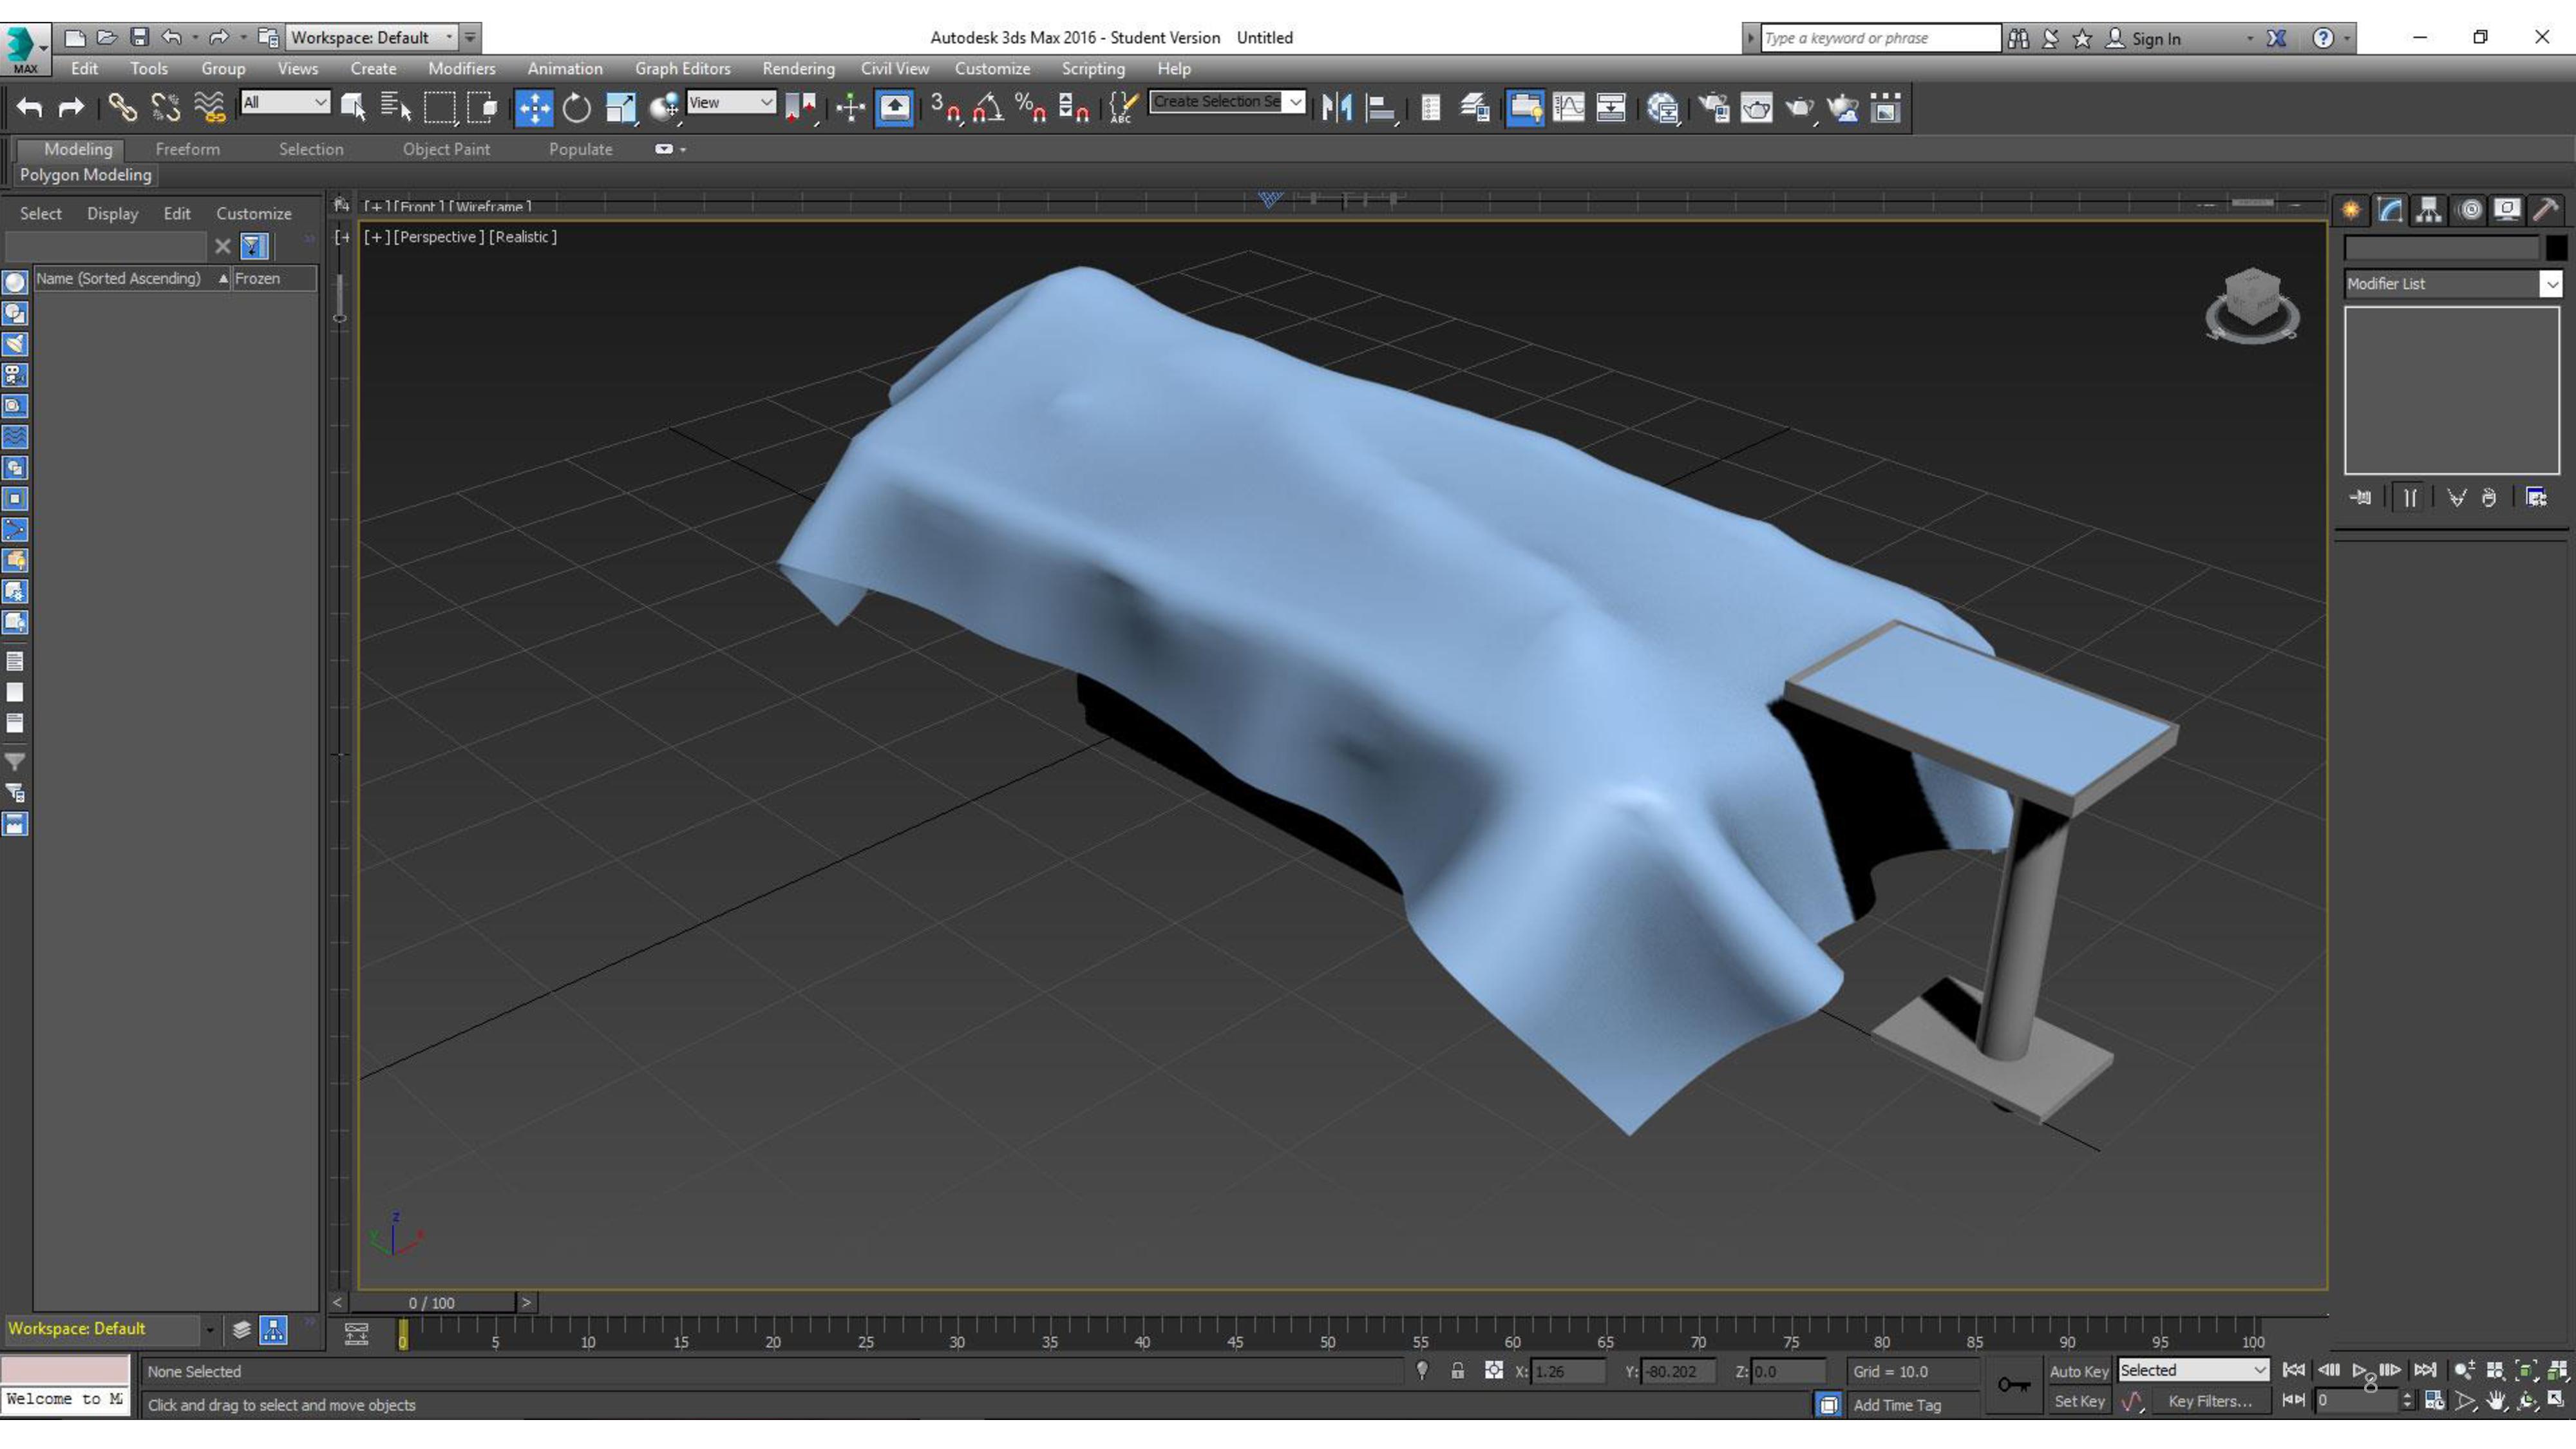 Workspace: Default
Autodesk 3ds Max 2016 - Student Version Untitled
Type a keyword or phrase
Sign In
MAX
Edit Tools Group Views Create Modifiers Animation Graph Editors Rendering Civil View Customize Scripting Help
All
View
3
%
ABC
Create Selection Se
Modeling Freeform Selection Object Paint Populate
Polygon Modeling
Select Display Edit Customize
[+] [Front ] [Wireframe ]
[+] [Perspective ] [Realistic ]
Name (Sorted Ascending) Frozen
Modifier List
z
0 / 100
Workspace: Default
0 5 10 15 20 25 30 35 40 45 50 55 60 65 70 75 80 85 90 95 100
None Selected
X: 1.26 Y: -80.202 Z: 0.0
Grid = 10.0
Auto Key Selected
Welcome to M
Click and drag to select and move objects
Add Time Tag
Set Key Key Filters...
0